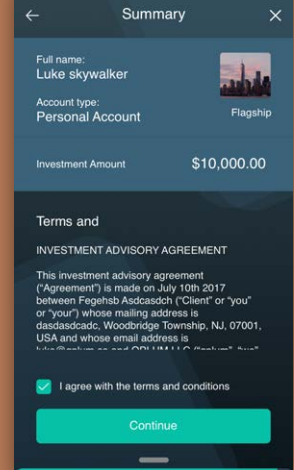 Summary
Full name:
Luke skywalker
Account type:
Personal Account
Flagship
Investment Amount
$10,000.00
Terms and
INVESTMENT ADVISORY AGREEMENT
This investment advisory agreement
("Agreement") is made on July 10th 2017
between Fegehsb Asdcasdch ("Client" or "you"
or "your") whose mailing address is
dasdasdcadc, Woodbridge Township, NJ, 07001,
USA and whose email address is
I agree with the terms and conditions
Continue